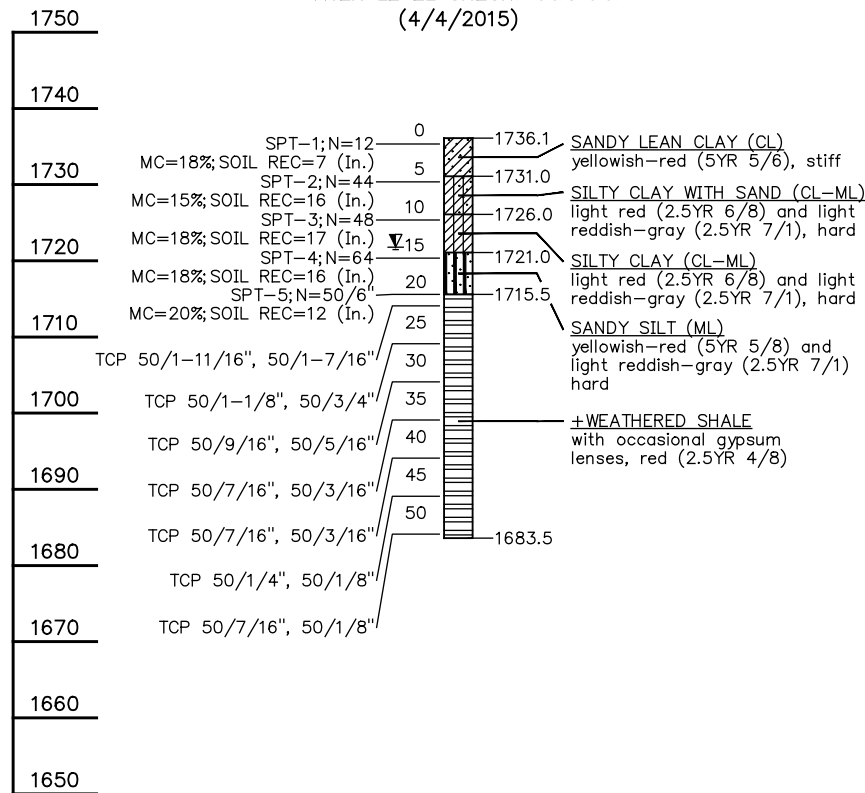 (4/4/2015)
1750
1740
1730
1720
1710
1700
1690
1680
1670
1660
1650
SPT-1; N=12
MC=18%; SOIL REC=7 (In.)
SPT-2; N=44
MC=15%; SOIL REC=16 (In.)
SPT-3; N=48
MC=18%; SOIL REC=17 (In.)
SPT-4; N=64
MC=18%; SOIL REC=16 (In.)
SPT-5; N=50/6"
MC=20%; SOIL REC=12 (In.)
TCP 50/1-11/16", 50/1-7/16"
TCP 50/1-1/8", 50/3/4"
TCP 50/9/16", 50/5/16"
TCP 50/7/16", 50/3/16"
TCP 50/7/16", 50/3/16"
TCP 50/1/4", 50/1/8"
TCP 50/7/16", 50/1/8"
0
5
10
15
20
25
30
35
40
45
50
1736.1
1731.0
1726.0
1721.0
1715.5
1683.5
SANDY LEAN CLAY (CL)
yellowish-red (5YR 5/6), stiff
SILTY CLAY WITH SAND (CL-ML)
light red (2.5YR 6/8) and light
reddish-gray (2.5YR 7/1), hard
SILTY CLAY (CL-ML)
light red (2.5YR 6/8) and light
reddish-gray (2.5YR 7/1), hard
SANDY SILT (ML)
yellowish-red (5YR 5/8) and
light reddish-gray (2.5YR 7/1)
hard
+WEATHERED SHALE
with occasional gypsum
lenses, red (2.5YR 4/8)